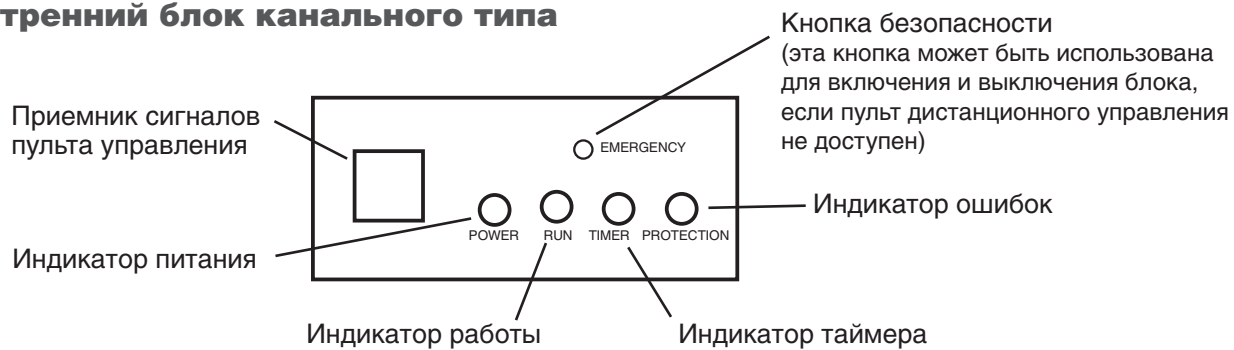 тренний блок канального типа
Кнопка безопасности
(эта кнопка может быть использована
для включения и выключения блока,
если пульт дистанционного управления
не доступен)
Приемник сигналов
пульта управления
EMERGENCY
Индикатор ошибок
POWER RUN TIMER PROTECTION
Индикатор питания
Индикатор работы
Индикатор таймера